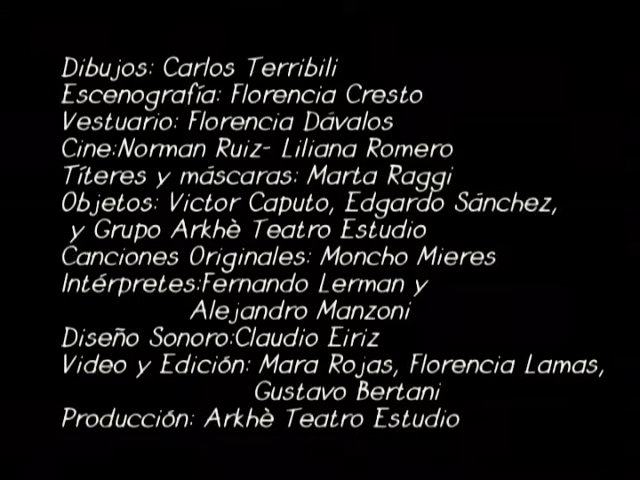 Dibujos: Carlos Terribili
Escenografía: Florencia Cresto
Vestuario: Florencia Dávalos
Cine:Norman Ruiz- Liliana Romero
Títeres y máscaras: Marta Raggi
Objetos: Victor Caputo, Edgardo Sánchez,
y Grupo Arkhè Teatro Estudio
Canciones Originales: Moncho Mieres
Intérpretes:Fernando Lerman y
Alejandro Manzoni
Diseño Sonoro:Claudio Eiriz
Video y Edición: Mara Rojas, Florencia Lamas,
Gustavo Bertani
Producción: Arkhè Teatro Estudio